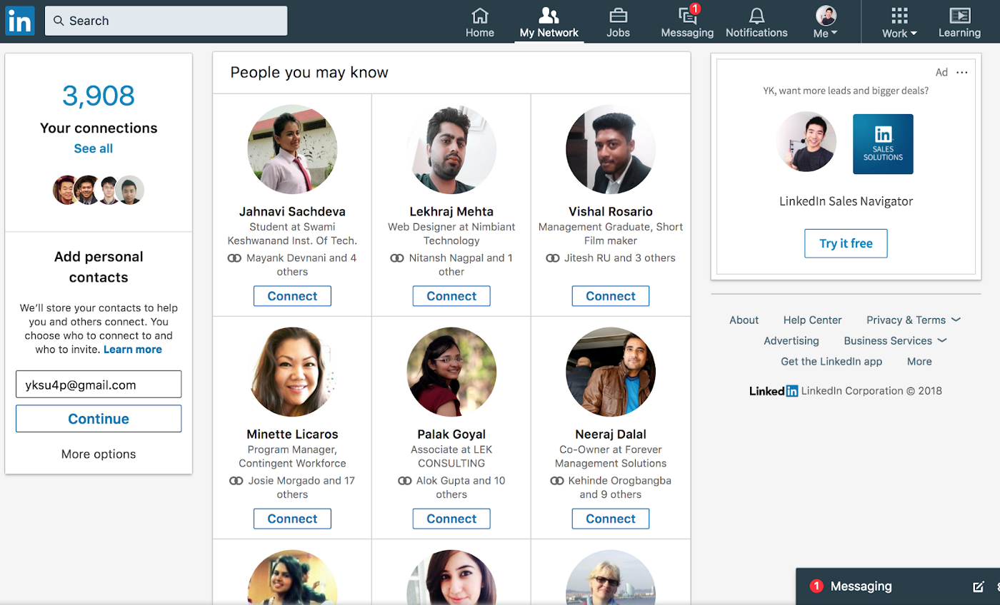 in
Search
Home
My Network
Jobs
1
Messaging
Notifications
Me
Work
Learning
3,908
Your connections
See all
Add personal
contacts
We'll store your contacts to help
you and others connect. You
choose who to connect to and
who to invite. Learn more
yksu4p@gmail.com
Continue
More options
People you may know
Jahnavi Sachdeva
Student at Swami
Keshwanand Inst. Of Tech.
Mayank Devnani and 4
others
Connect
Lekhraj Mehta
Web Designer at Nimbiant
Technology
Nitansh Nagpal and 1
other
Connect
Vishal Rosario
Management Graduate, Short
Film maker
Jitesh RU and 3 others
Connect
Minette Licaros
Program Manager,
Contingent Workforce
Josie Morgado and 17
others
Connect
Palak Goyal
Associate at LEK
CONSULTING
Alok Gupta and 10
others
Connect
Neeraj Dalal
Co-Owner at Forever
Management Solutions
Kehinde Orogbangba
and 9 others
Connect
Ad ···
YK, want more leads and bigger deals?
in
SALES
SOLUTIONS
LinkedIn Sales Navigator
Try it free
About Help Center Privacy & Terms
Advertising Business Services
Get the LinkedIn app More
Linked in LinkedIn Corporation © 2018
1 Messaging